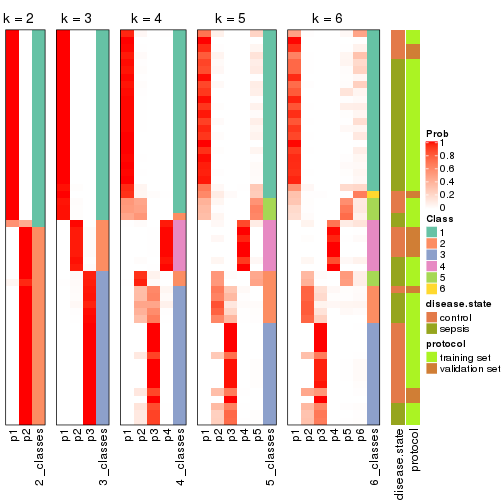 k = 2
k = 3
k = 4
k = 5
k = 6
p1
p2
2_classes
p1
p2
p3
3_classes
p1
p2
p3
p4
4_classes
p1
p2
p3
p4
p5
5_classes
p1
p2
p3
p4
p5
p6
6_classes
disease.state
protocol
Prob
1
0.8
0.6
0.4
0.2
0
Class
1
2
3
4
5
6
disease.state
control
sepsis
protocol
training set
validation set